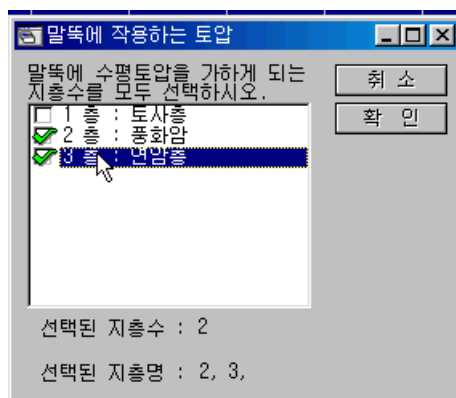 말뚝에 작용하는 토압
말뚝에 수평토압을 가하게 되는
지층수를 모두 선택하시오.
취 소
1 층 : 토사층
확 인
2 층 : 풍화암
3 층 : 연암층
선택된 지층수 : 2
선택된 지층명 : 2, 3,